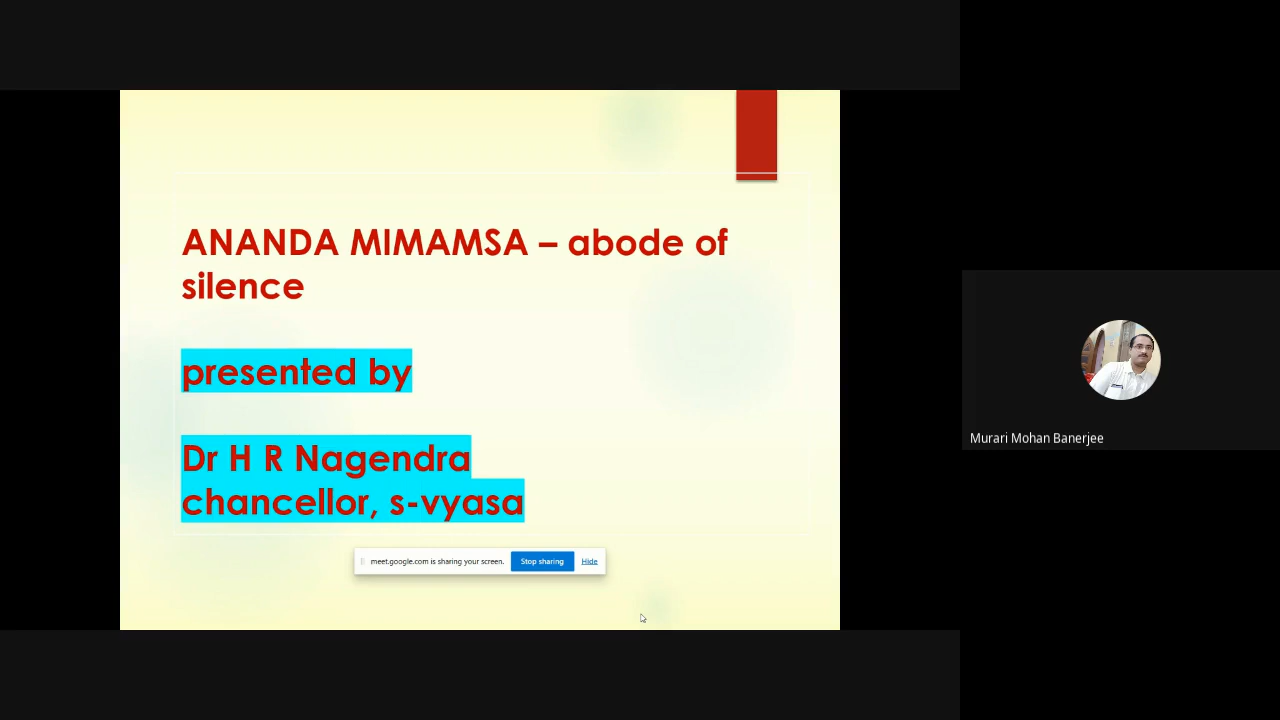 ANANDA MIMAMSA – abode of
silence
presented by
Dr H R Nagendra
chancellor, s-vyasa
meet.google.com is sharing your screen. Stop sharing Hide
Murari Mohan Banerjee